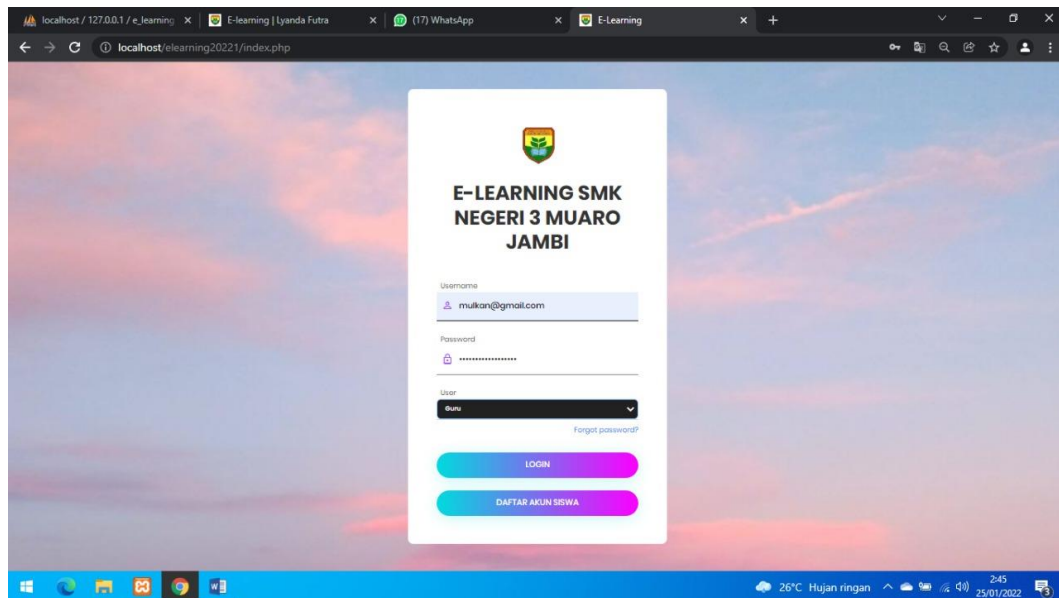 localhost / 127.0.0.1 / e_learning
E-learning | Lyanda Futra
(17) WhatsApp
E-Learning
localhost/elearning20221/index.php
E-LEARNING SMK
NEGERI 3 MUARO
JAMBI
Username
mulkan@gmail.com
Password
User
Guru
Forgot password?
LOGIN
DAFTAR AKUN SISWA
26°C Hujan ringan
2:45
25/01/2022
3